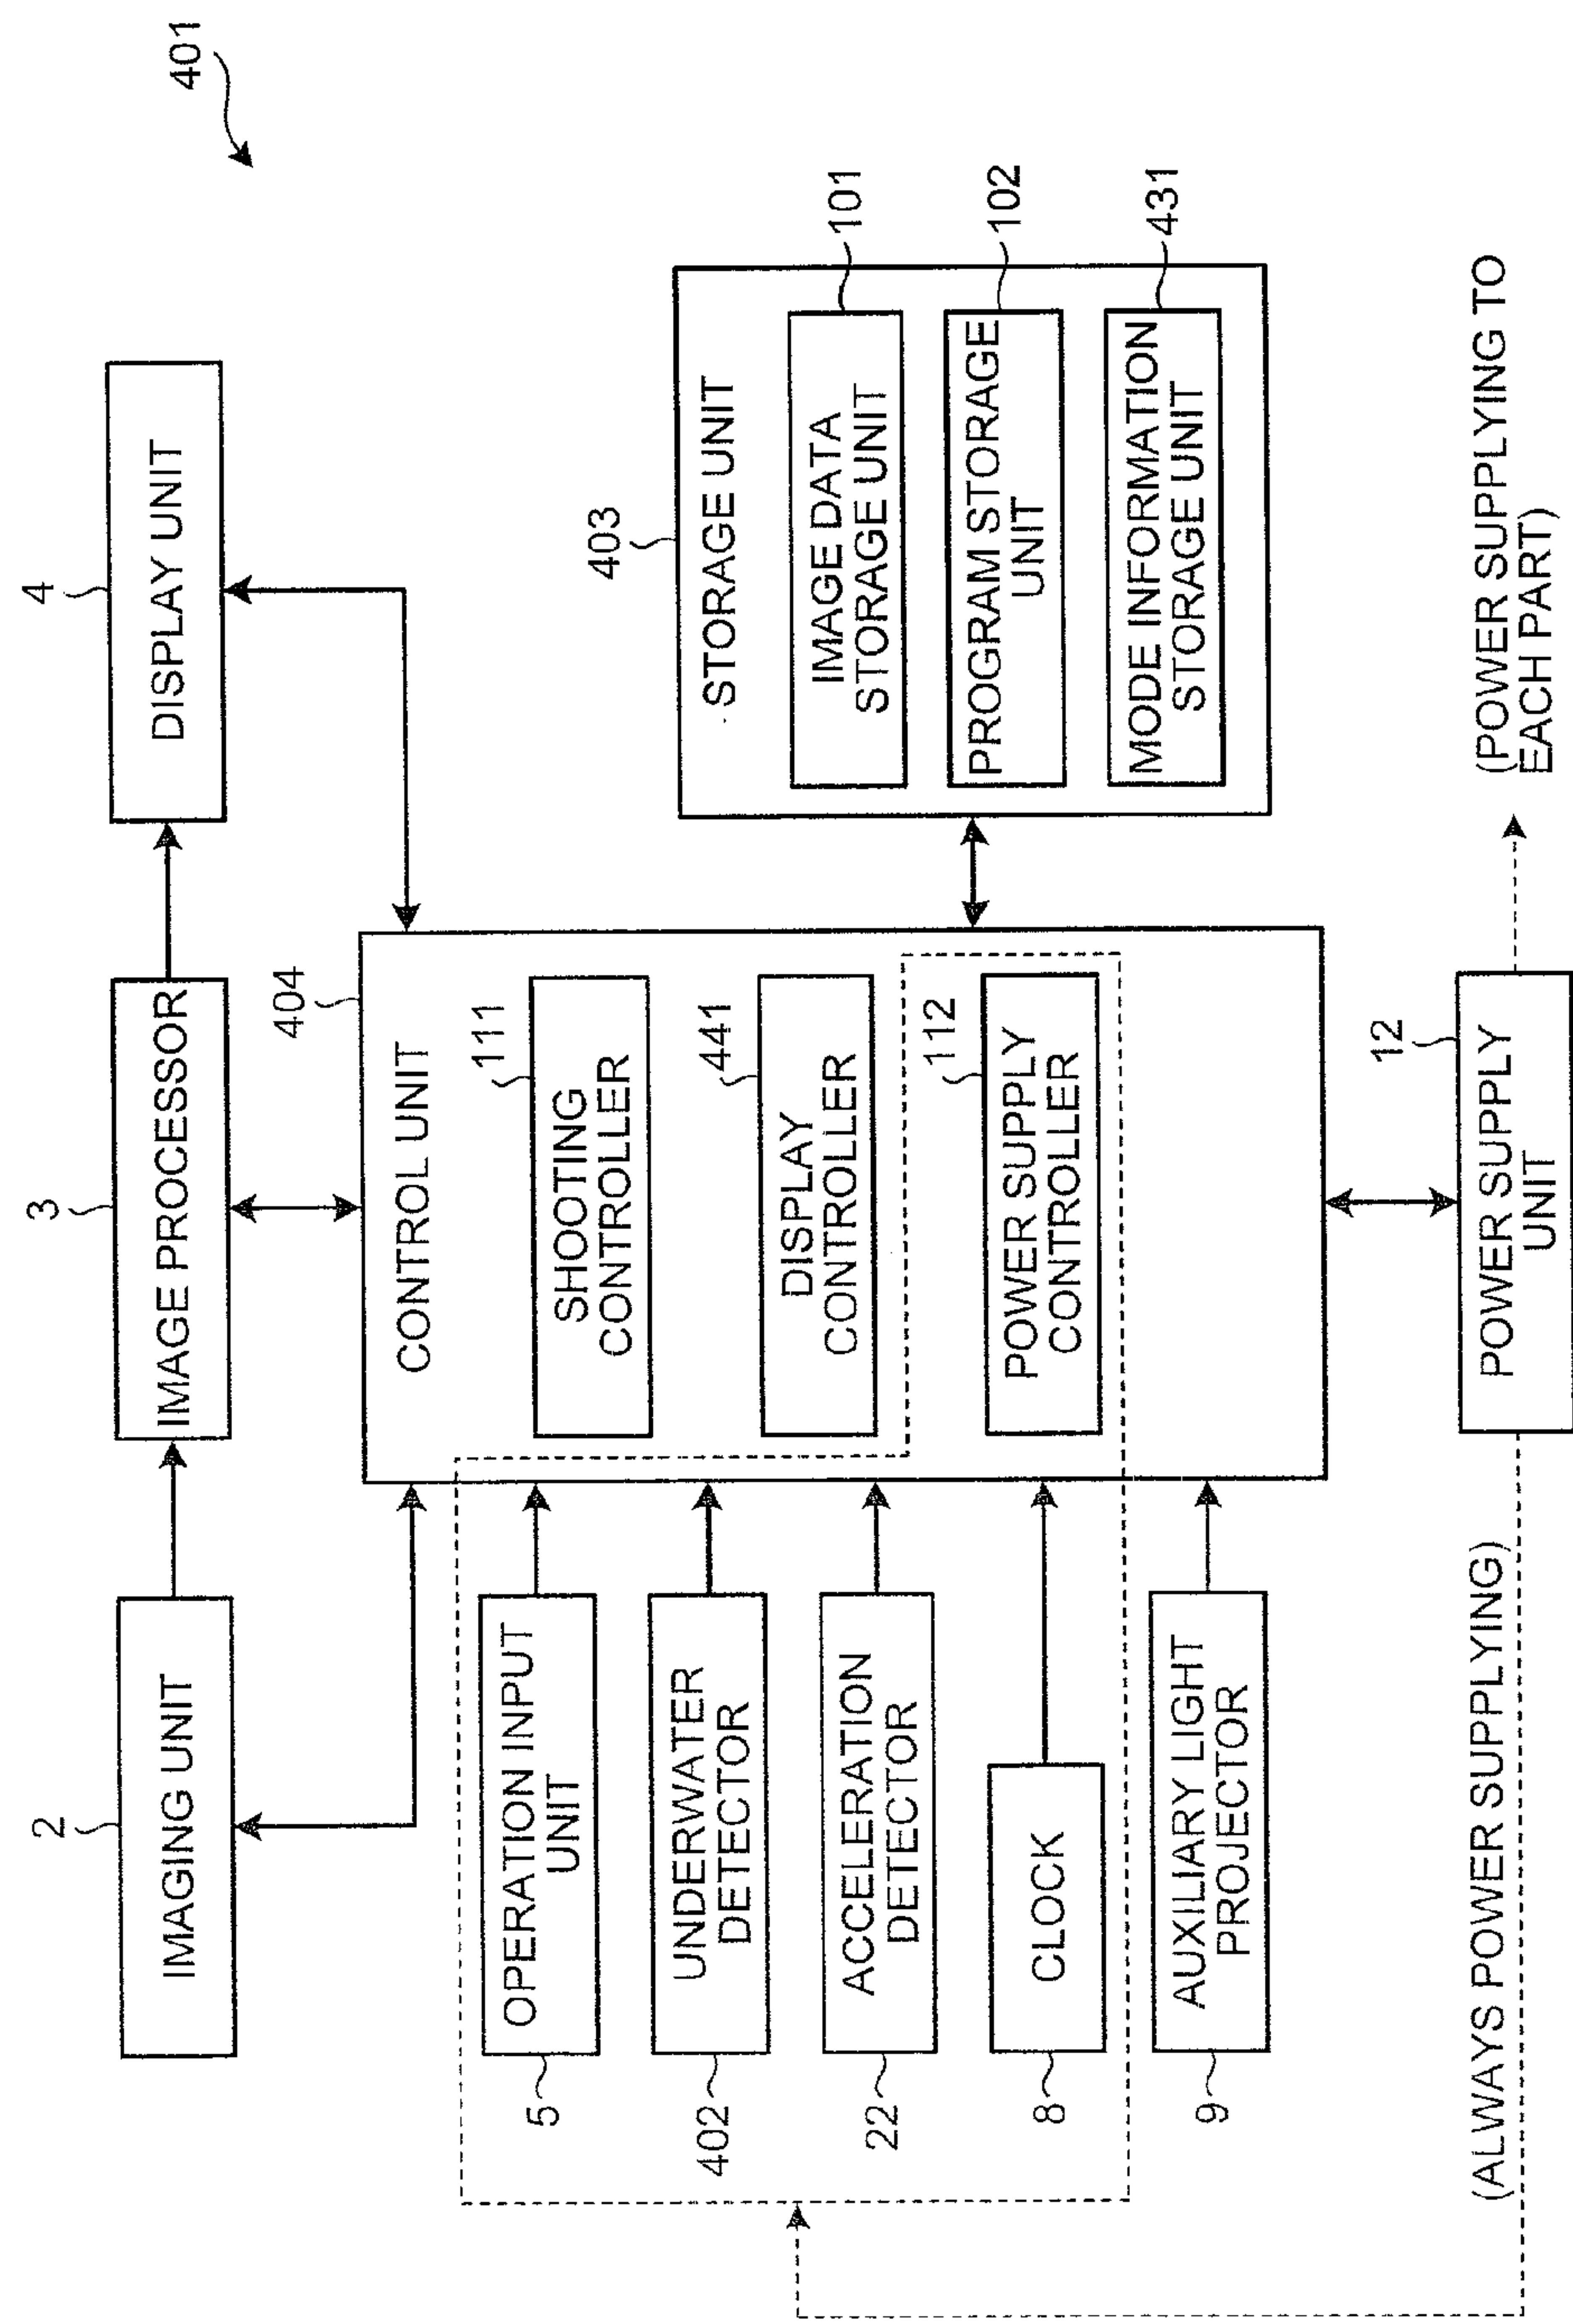 401
2
IMAGING UNIT
3
IMAGE PROCESSOR
4
DISPLAY UNIT
404
CONTROL UNIT
111
SHOOTING
CONTROLLER
441
DISPLAY
CONTROLLER
112
POWER SUPPLY
CONTROLLER
5
OPERATION INPUT
UNIT
402
UNDERWATER
DETECTOR
22
ACCELERATION
DETECTOR
8
CLOCK
9
AUXILIARY LIGHT
PROJECTOR
403
STORAGE UNIT
IMAGE DATA
STORAGE UNIT
101
PROGRAM STORAGE
UNIT
102
MODE INFORMATION
STORAGE UNIT
431
(ALWAYS POWER SUPPLYING)
12
POWER SUPPLY
UNIT
(POWER SUPPLYING TO
EACH PART)